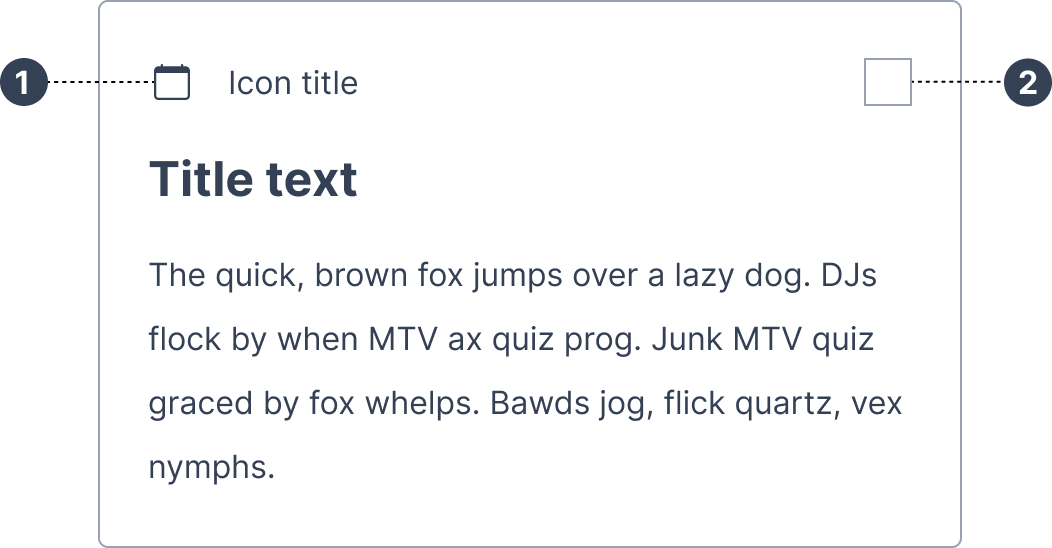 1 Icon title 2
Title text
The quick, brown fox jumps over a lazy dog. DJs
flock by when MTV ax quiz prog. Junk MTV quiz
graced by fox whelps. Bawds jog, flick quartz, vex
nymphs.